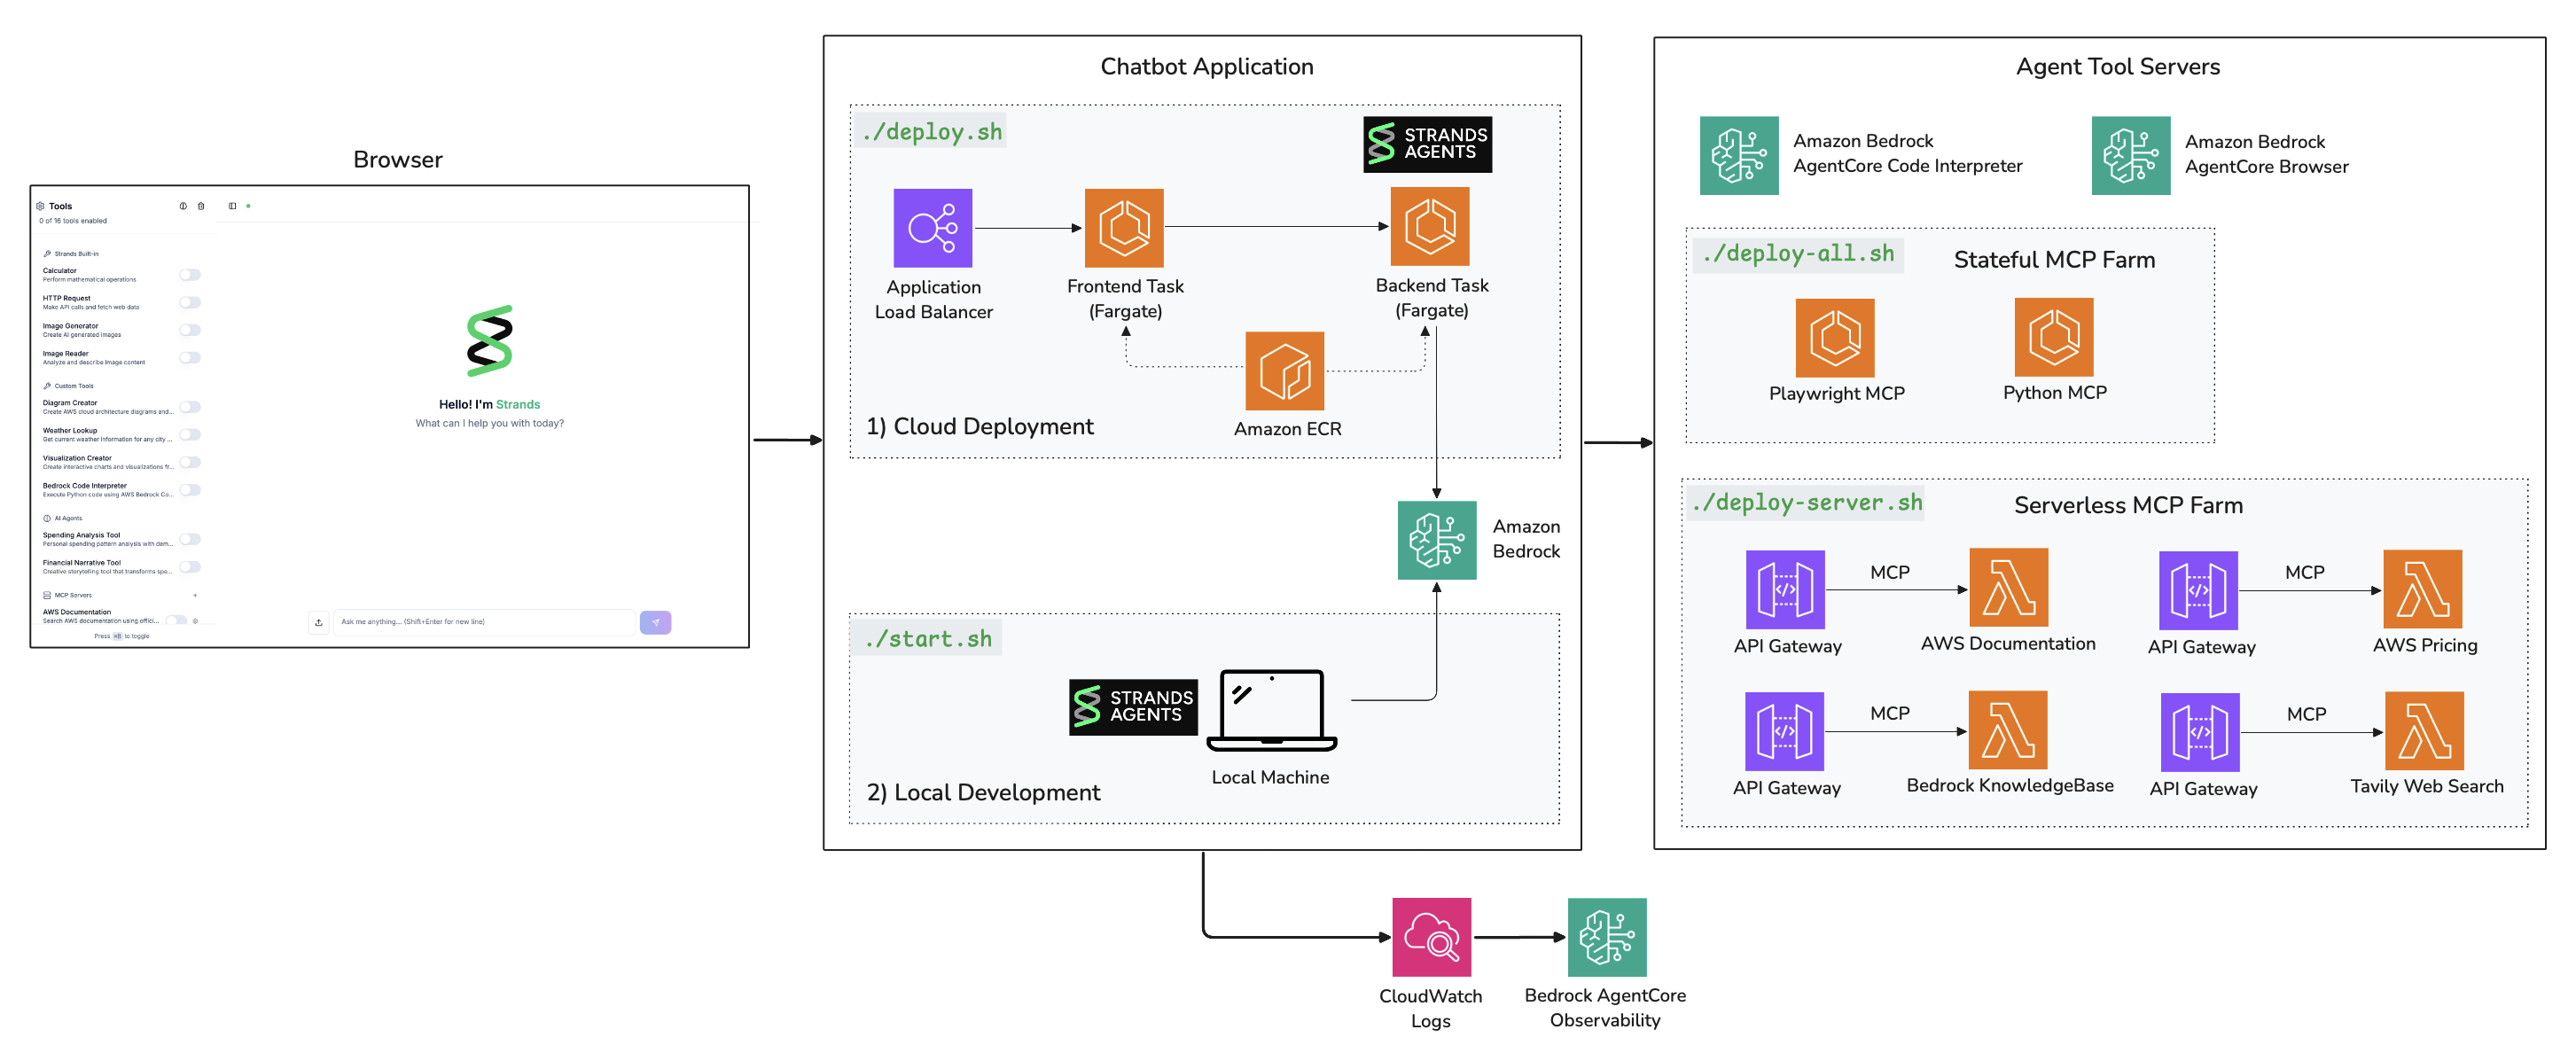 Browser
Tools
0 of 16 tools enabled
Strands Built-in
Calculator
Perform mathematical operations
HTTP Request
Make API calls and fetch web data
Image Generator
Create AI generated images
Image Reader
Analyze and describe image content
Custom Tools
Diagram Creator
Create AWS cloud architecture diagrams and...
Weather Lookup
Get current weather information for any city ...
Visualization Creator
Create interactive charts and visualizations fr...
Bedrock Code Interpreter
Execute Python code using AWS Bedrock Co...
AI Agents
Spending Analysis Tool
Personal spending pattern analysis with dem...
Financial Narrative Tool
Creative storytelling tool that transforms spe...
MCP Servers +
AWS Documentation
Search AWS documentation using offici...
Press ⌘B to toggle
Hello! I'm Strands
What can I help you with today?
Ask me anything... (Shift+Enter for new line)
Chatbot Application
./deploy.sh
STRANDS
AGENTS
Application
Load Balancer
Frontend Task
(Fargate)
Backend Task
(Fargate)
Amazon ECR
1) Cloud Deployment
Amazon
Bedrock
./start.sh
STRANDS
AGENTS
Local Machine
2) Local Development
CloudWatch
Logs
Bedrock AgentCore
Observability
Agent Tool Servers
Amazon Bedrock
AgentCore Code Interpreter
Amazon Bedrock
AgentCore Browser
./deploy-all.sh
Stateful MCP Farm
Playwright MCP
Python MCP
./deploy-server.sh
Serverless MCP Farm
MCP
API Gateway
AWS Documentation
MCP
API Gateway
AWS Pricing
MCP
API Gateway
Bedrock KnowledgeBase
MCP
API Gateway
Tavily Web Search